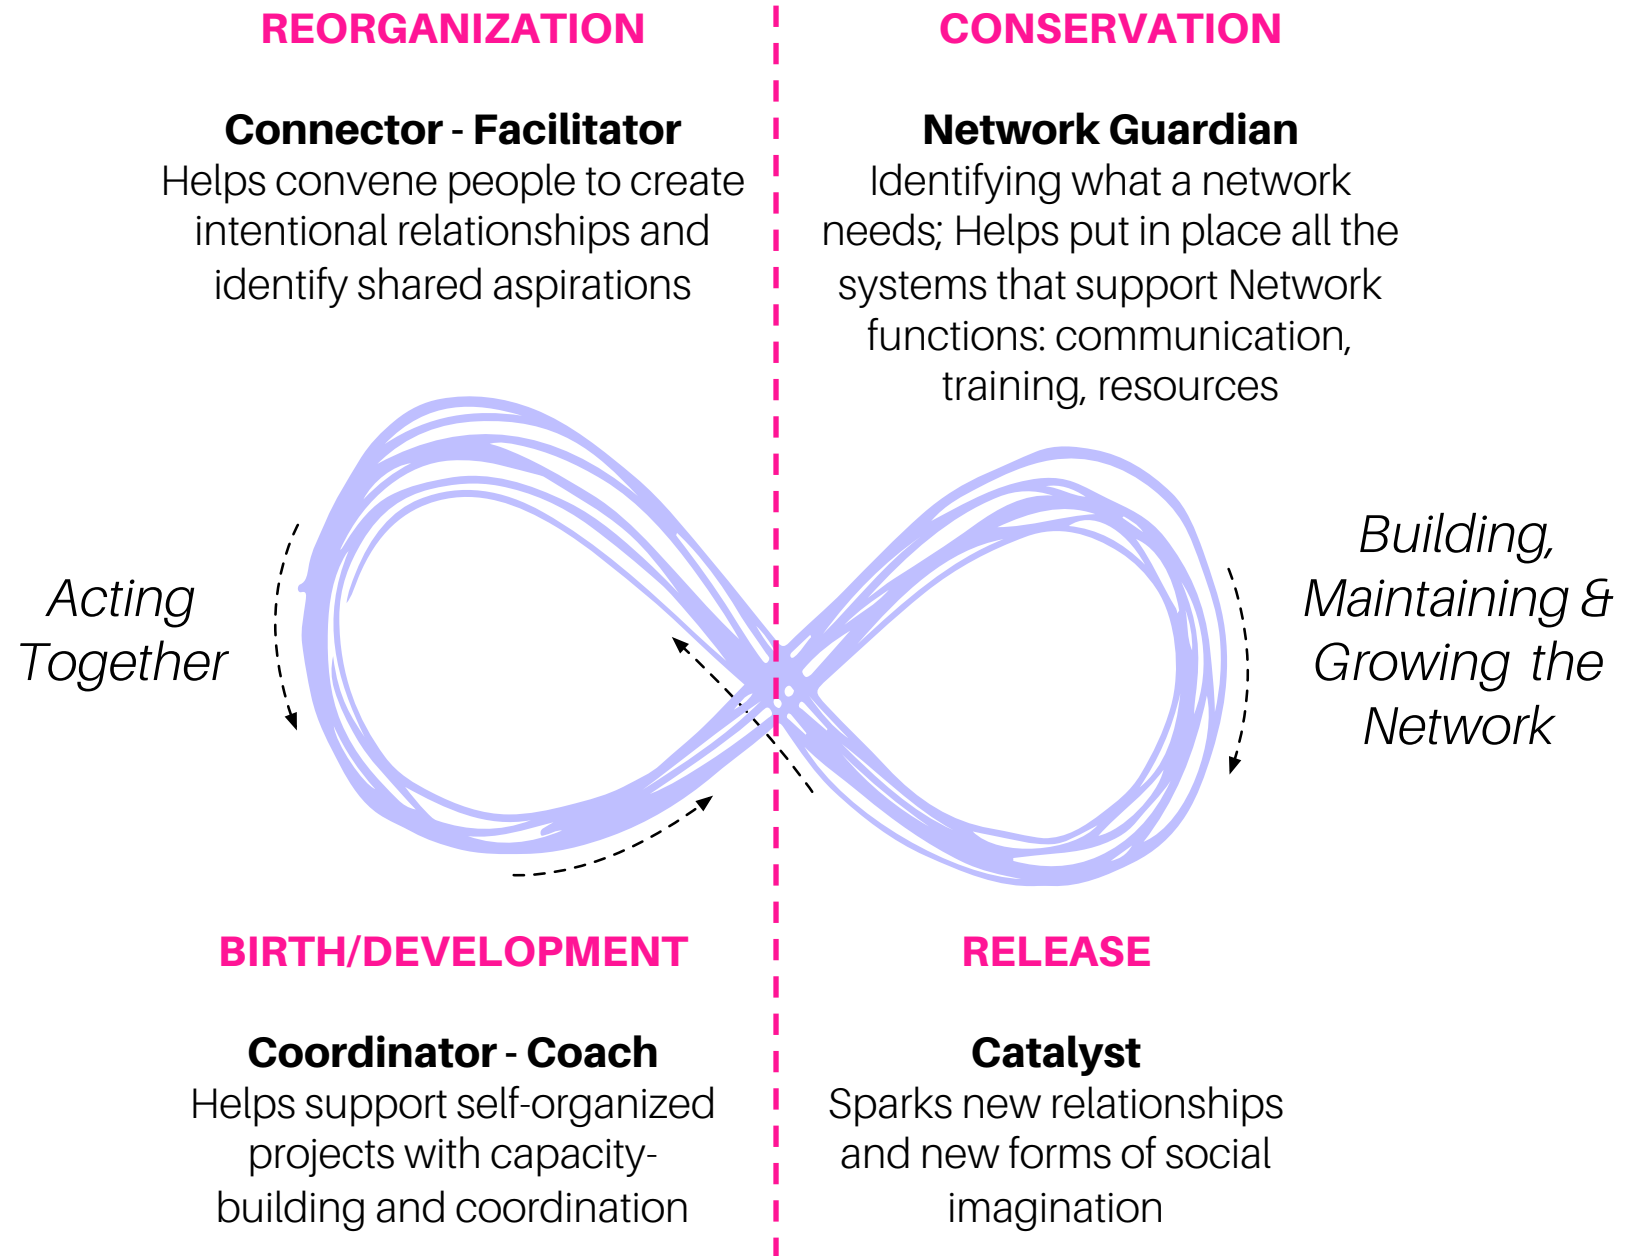 REORGANIZATION
Connector - Facilitator
Helps convene people to create
intentional relationships and
identify shared aspirations
CONSERVATION
Network Guardian
Identifying what a network
needs; Helps put in place all the
systems that support Network
functions: communication,
training, resources
Acting
Together
Building,
Maintaining &
Growing the
Network
BIRTH/DEVELOPMENT
Coordinator - Coach
Helps support self-organized
projects with capacity-
building and coordination
RELEASE
Catalyst
Sparks new relationships
and new forms of social
imagination